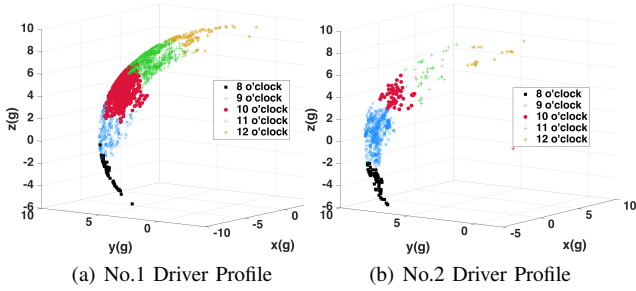 10
8
6
4
2
0
-2
-4
-6
10
5
0
-10
-5
0
z(g)
y(g)
x(g)
8 o'clock
9 o'clock
10 o'clock
11 o'clock
12 o'clock
(a) No.1 Driver Profile
10
8
6
4
2
0
-2
-4
-6
10
5
0
-5
0
5
10
z(g)
y(g)
x(g)
8 o'clock
9 o'clock
10 o'clock
11 o'clock
12 o'clock
(b) No.2 Driver Profile